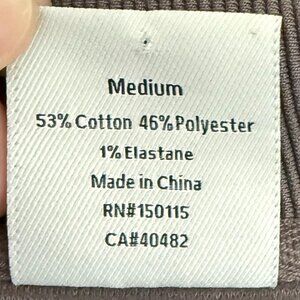 Medium
53% Cotton 46% Polyester
1% Elastane
Made in China
RN#150115
CA#40482